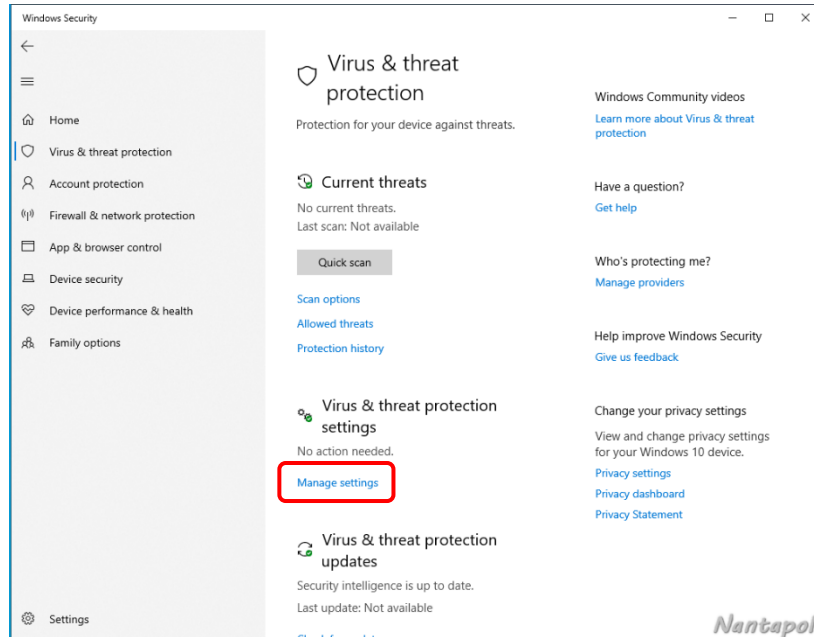 Windows Security
Home
Virus & threat protection
Account protection
Firewall & network protection
App & browser control
Device security
Device performance & health
Family options
Settings
Virus & threat
protection
Protection for your device against threats.
Current threats
No current threats.
Last scan: Not available
Quick scan
Scan options
Allowed threats
Protection history
Virus & threat protection
settings
No action needed.
Manage settings
Virus & threat protection
updates
Security intelligence is up to date.
Last update: Not available
Windows Community videos
Learn more about Virus & threat
protection
Have a question?
Get help
Who's protecting me?
Manage providers
Help improve Windows Security
Give us feedback
Change your privacy settings
View and change privacy settings
for your Windows 10 device.
Privacy settings
Privacy dashboard
Privacy Statement
Nantapol